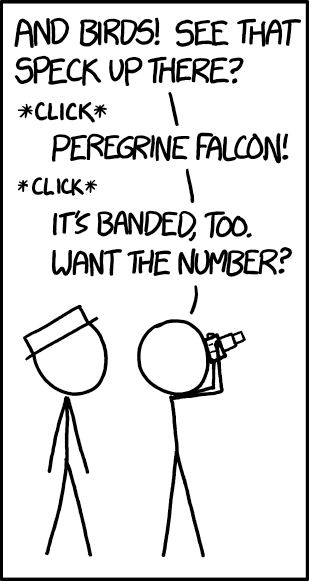 AND BIRDS! SEE THAT
SPECK UP THERE?
*CLICK*
PEREGRINE FALCON!
*CLICK*
IT'S BANDED, TOO.
WANT THE NUMBER?